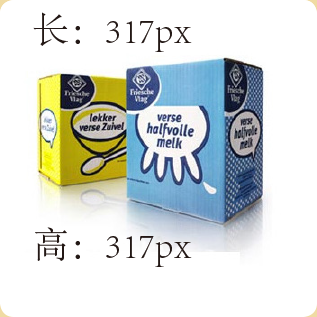 长：317px
Friesche
Vlag
lekker
verse Zuivel
Friesche
Vlag
verse
halfvolle
melk
verse
halfvolle
melk
高：317px